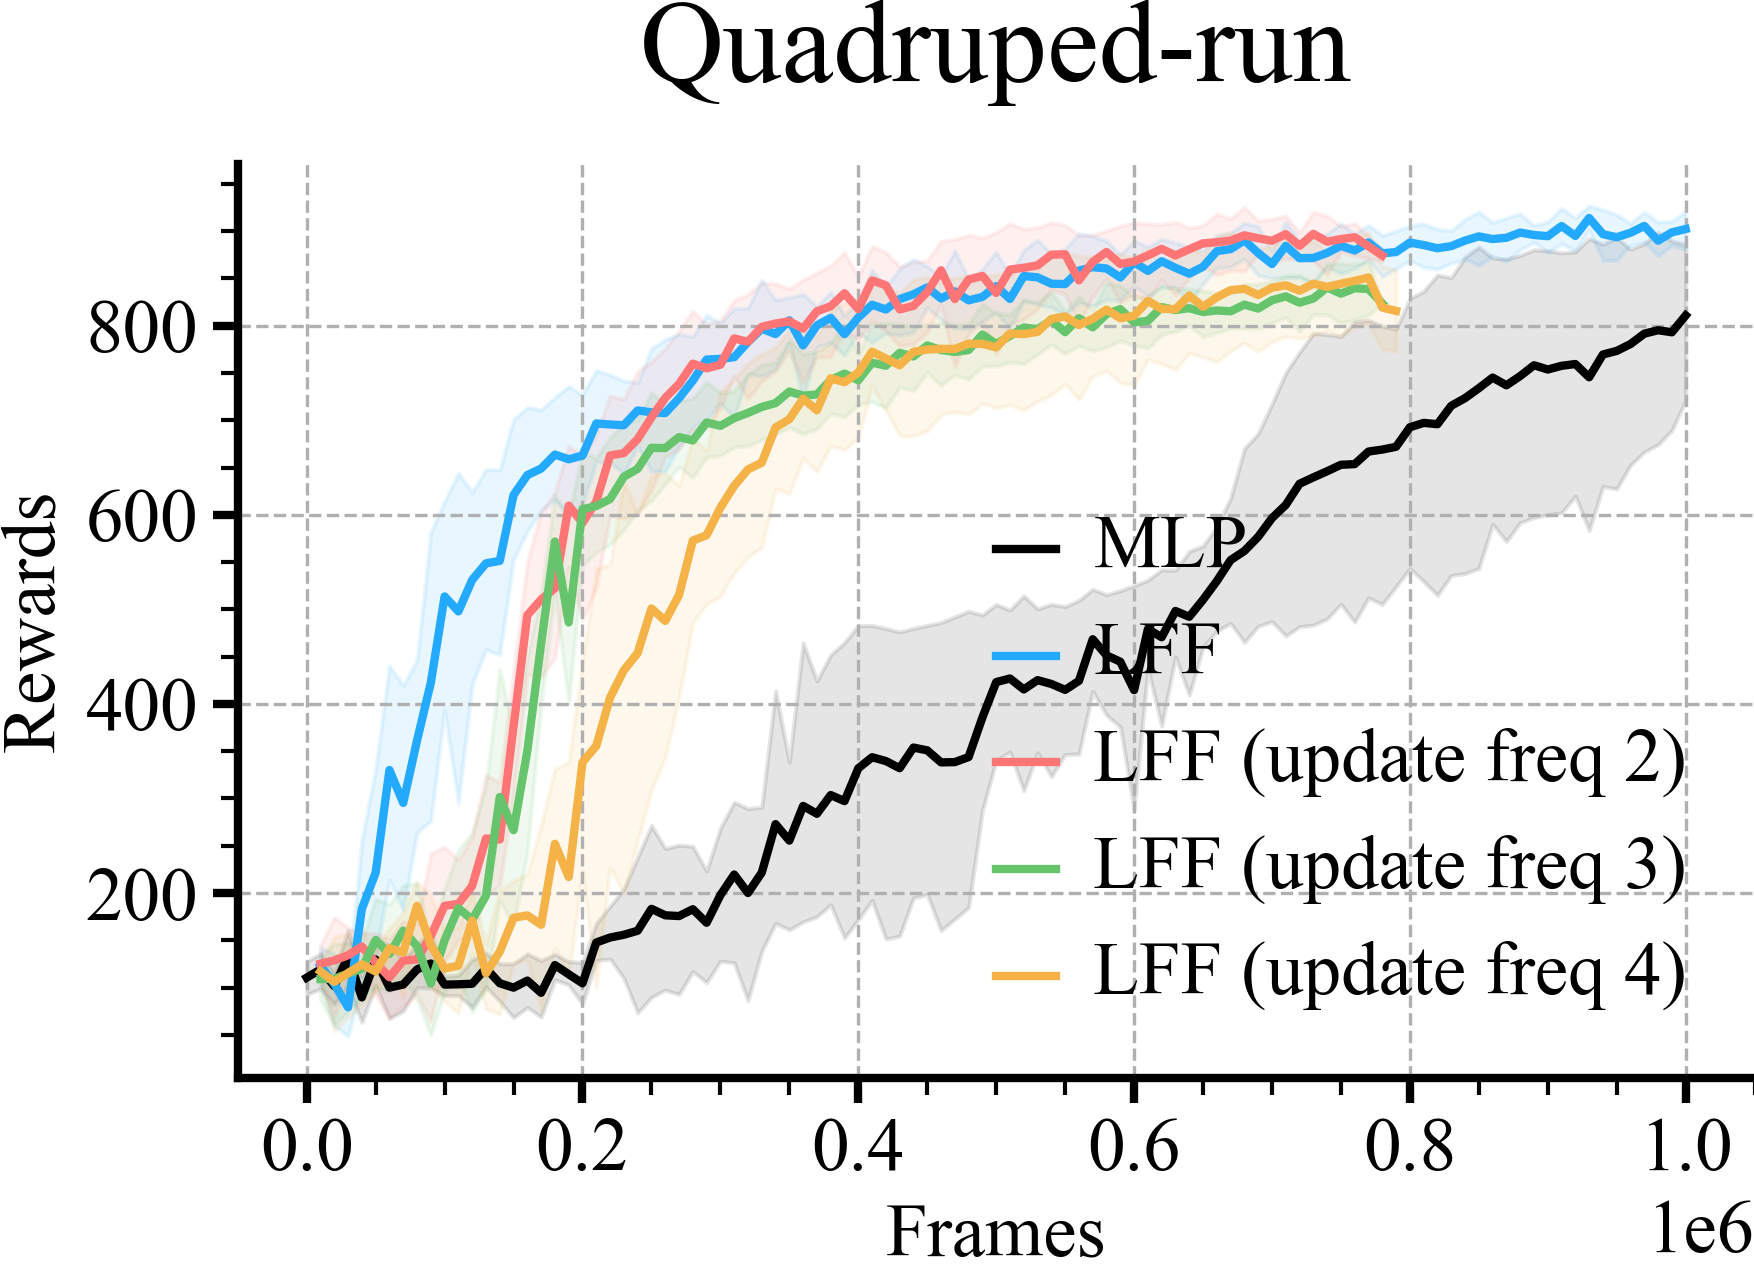 Quadruped-run
Rewards
800
600
400
200
MLP
LFF
LFF (update freq 2)
LFF (update freq 3)
LFF (update freq 4)
0.0 0.2 0.4 0.6 0.8 1.0
Frames
1e6